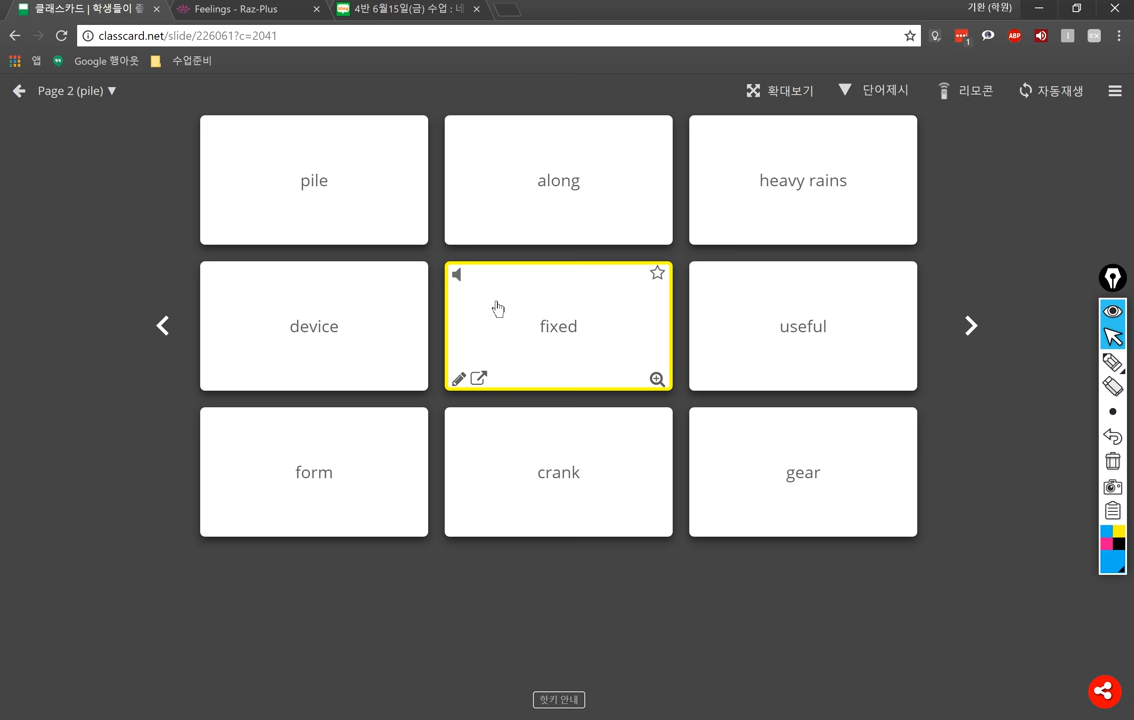 클래스카드 | 학생들이 즐
Feelings - Raz-Plus
4반 6월15일(금) 수업 : 네
기환 (학원)
classcard.net/slide/226061?c=2041
1
ABP
앱
Google 행아웃
수업준비
Page 2 (pile) ▼
확대보기
단어제시
리모콘
자동재생
pile
along
heavy rains
device
fixed
useful
form
crank
gear
핫키 안내